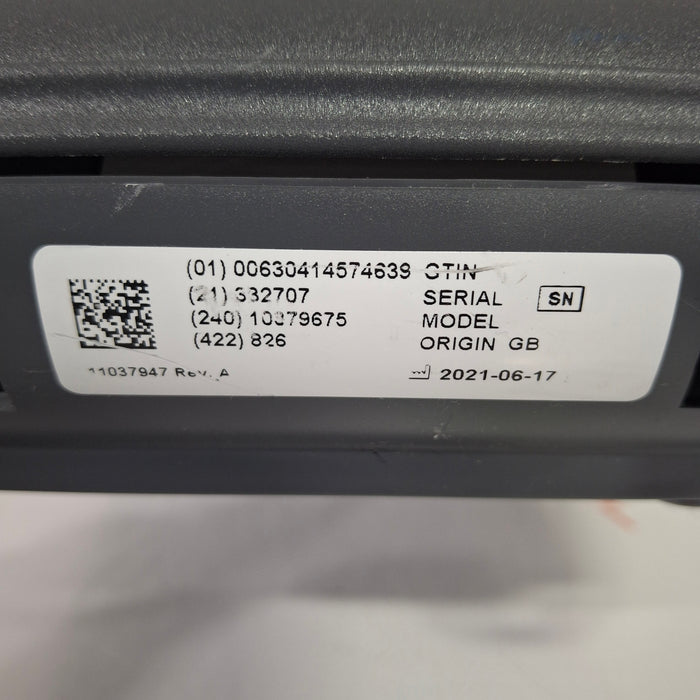 (01) 00630414574639 GTIN
(21) 332707 SERIAL SN
(240) 10379675 MODEL
(422) 826 ORIGIN GB
11037947 Rev. A 2021-06-17